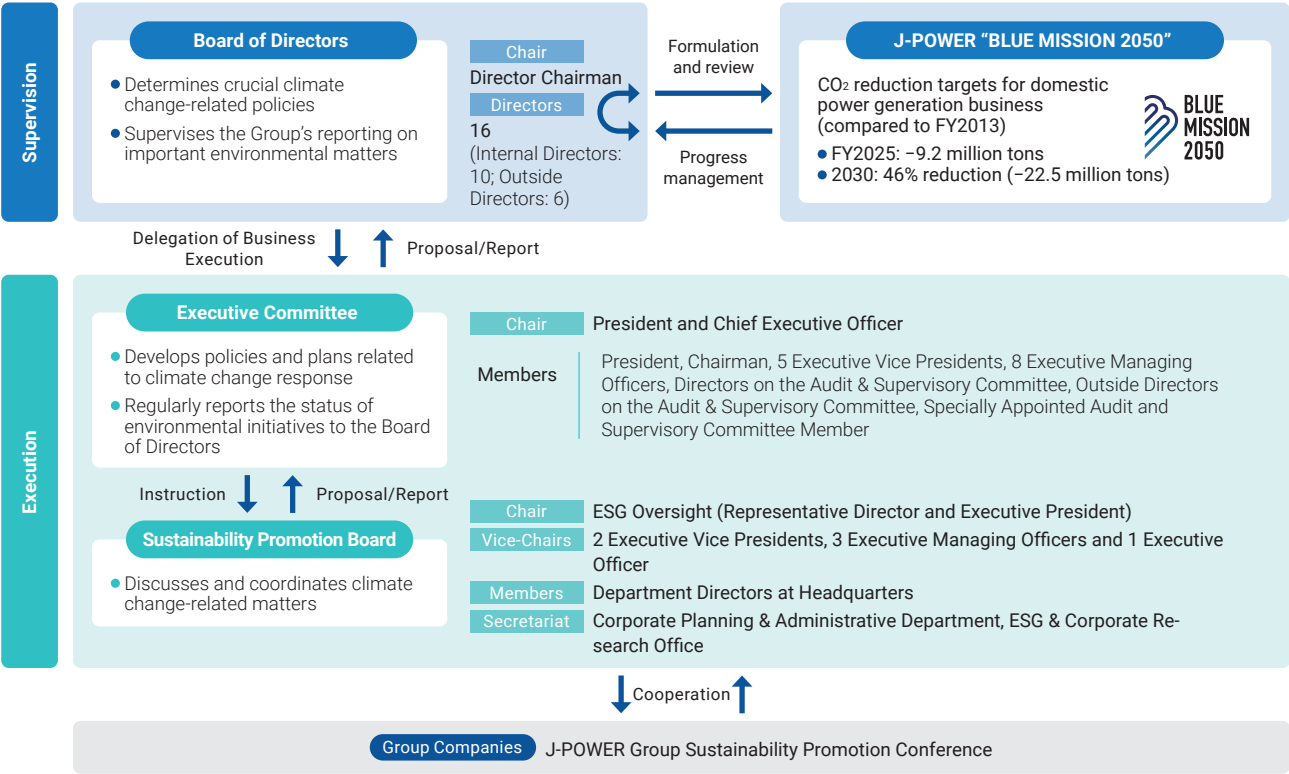 Supervision
Board of Directors
• Determines crucial climate
change-related policies
• Supervises the Group's reporting on
important environmental matters
Chair
Director Chairman
Directors
16
(Internal Directors:
10; Outside
Directors: 6)
Formulation
and review
Progress
management
J-POWER “BLUE MISSION 2050”
CO2 reduction targets for domestic
power generation business
(compared to FY2013)
• FY2025: −9.2 million tons
• 2030: 46% reduction (−22.5 million tons)
BLUE
MISSION
2050
Delegation of Business
Execution
Proposal/Report
Execution
Executive Committee
• Develops policies and plans related
to climate change response
• Regularly reports the status of
environmental initiatives to the Board
of Directors
Chair
President and Chief Executive Officer
Members
President, Chairman, 5 Executive Vice Presidents, 8 Executive Managing
Officers, Directors on the Audit & Supervisory Committee, Outside Directors
on the Audit & Supervisory Committee, Specially Appointed Audit and
Supervisory Committee Member
Instruction
Proposal/Report
Sustainability Promotion Board
• Discusses and coordinates climate
change-related matters
Chair
ESG Oversight (Representative Director and Executive President)
Vice-Chairs
2 Executive Vice Presidents, 3 Executive Managing Officers and 1 Executive
Officer
Members
Department Directors at Headquarters
Secretariat
Corporate Planning & Administrative Department, ESG & Corporate Re-
search Office
Cooperation
Group Companies
J-POWER Group Sustainability Promotion Conference